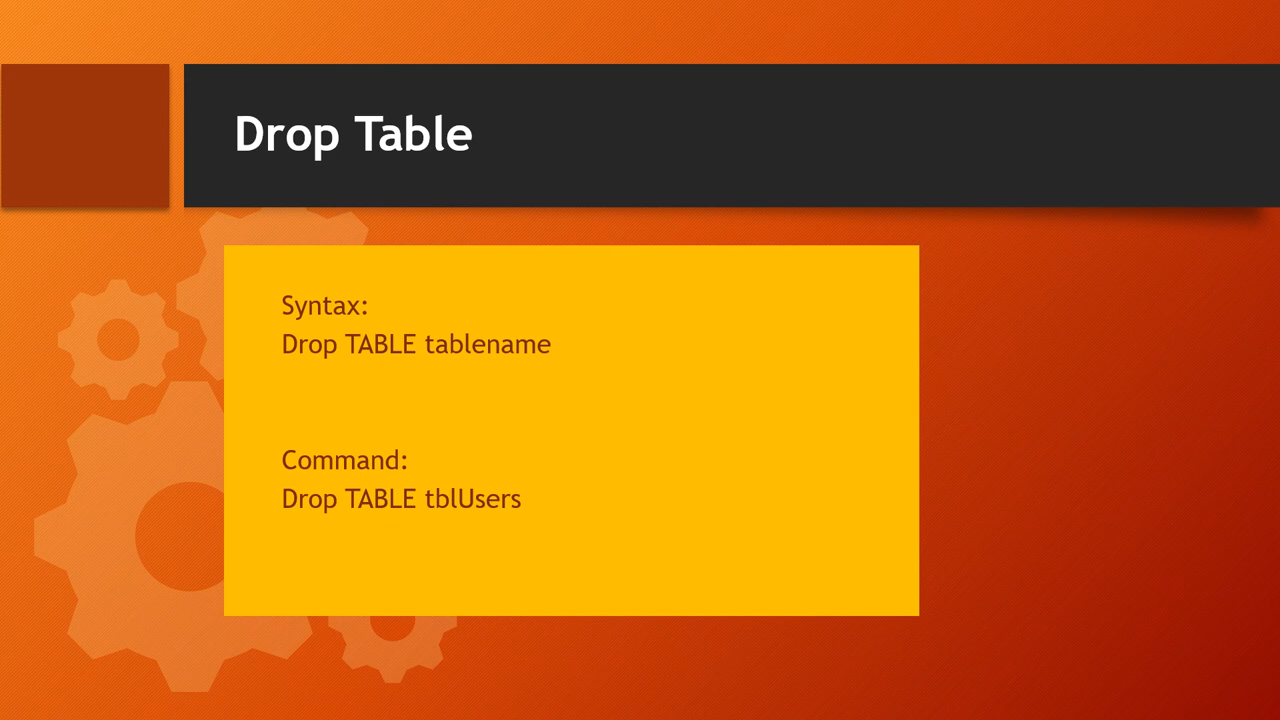 Drop Table
Syntax:
Drop TABLE tablename
Command:
Drop TABLE tblUsers